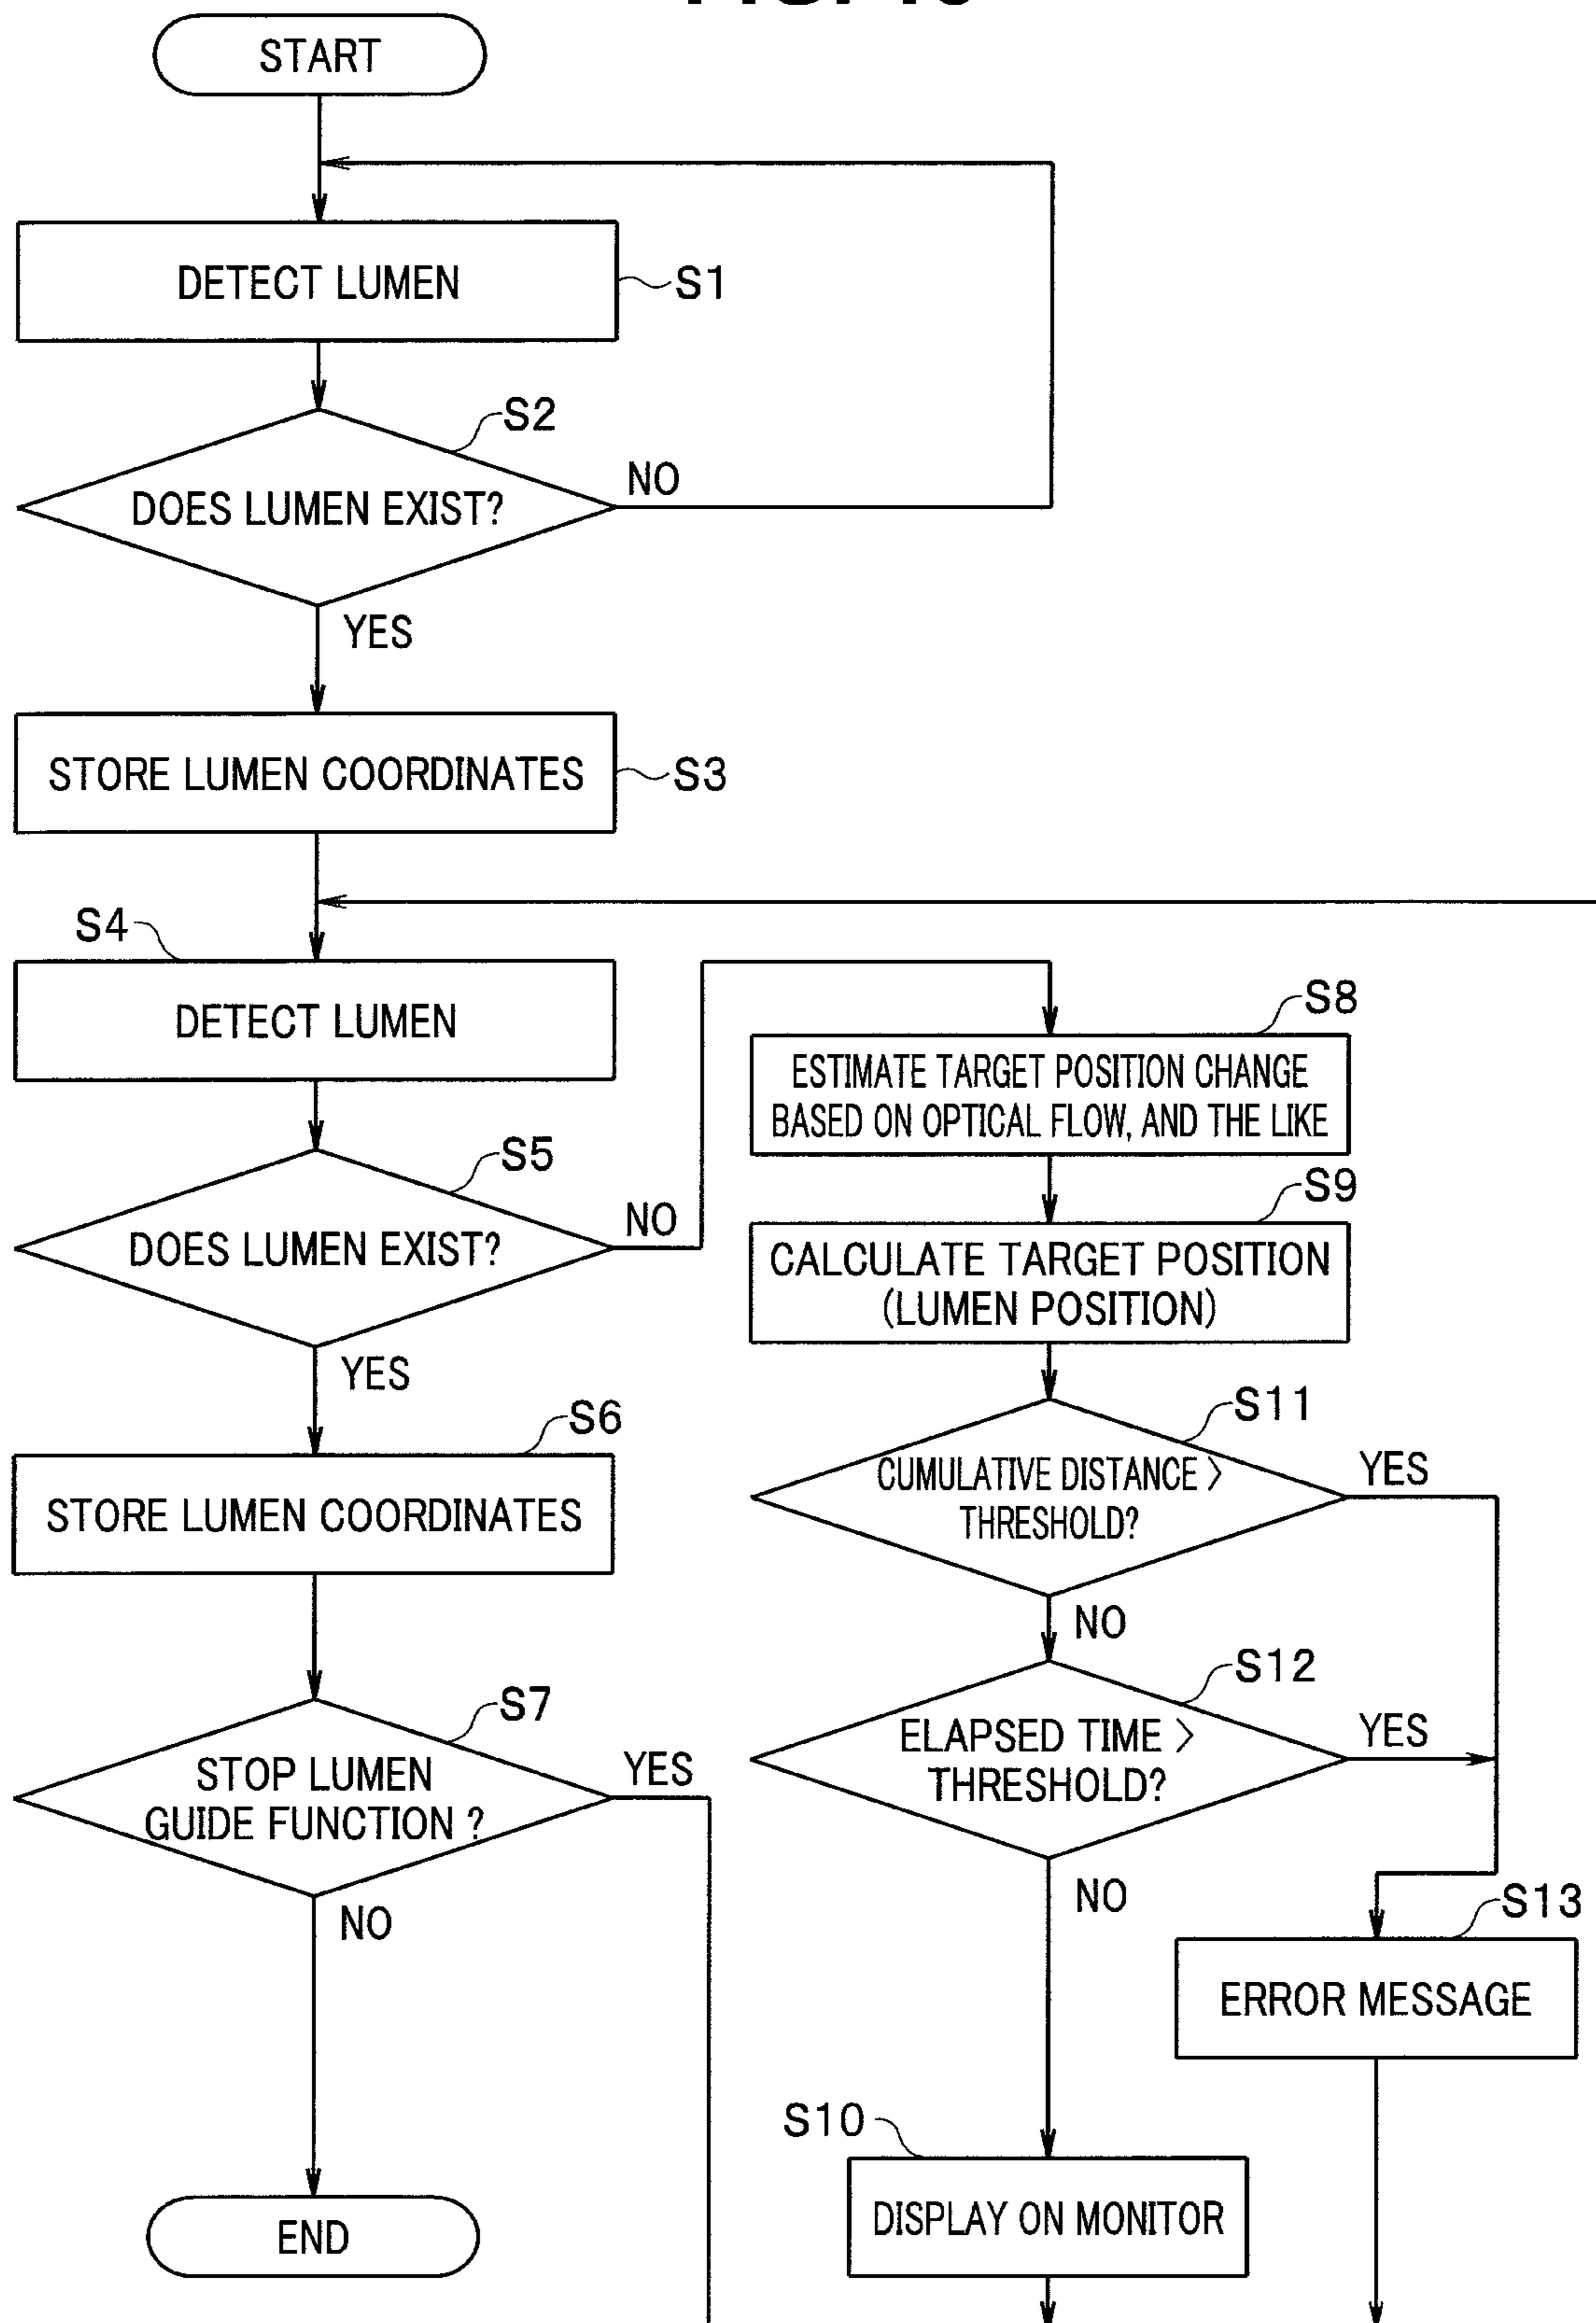 START
DETECT LUMEN
S1
S2
DOES LUMEN EXIST?
NO
YES
STORE LUMEN COORDINATES
S3
S4
DETECT LUMEN
S5
DOES LUMEN EXIST?
NO
YES
S6
STORE LUMEN COORDINATES
S7
STOP LUMEN
GUIDE FUNCTION ?
YES
NO
END
S8
ESTIMATE TARGET POSITION CHANGE
BASED ON OPTICAL FLOW, AND THE LIKE
S9
CALCULATE TARGET POSITION
(LUMEN POSITION)
S11
CUMULATIVE DISTANCE >
THRESHOLD?
YES
NO
S12
ELAPSED TIME >
THRESHOLD?
YES
NO
S13
ERROR MESSAGE
S10
DISPLAY ON MONITOR